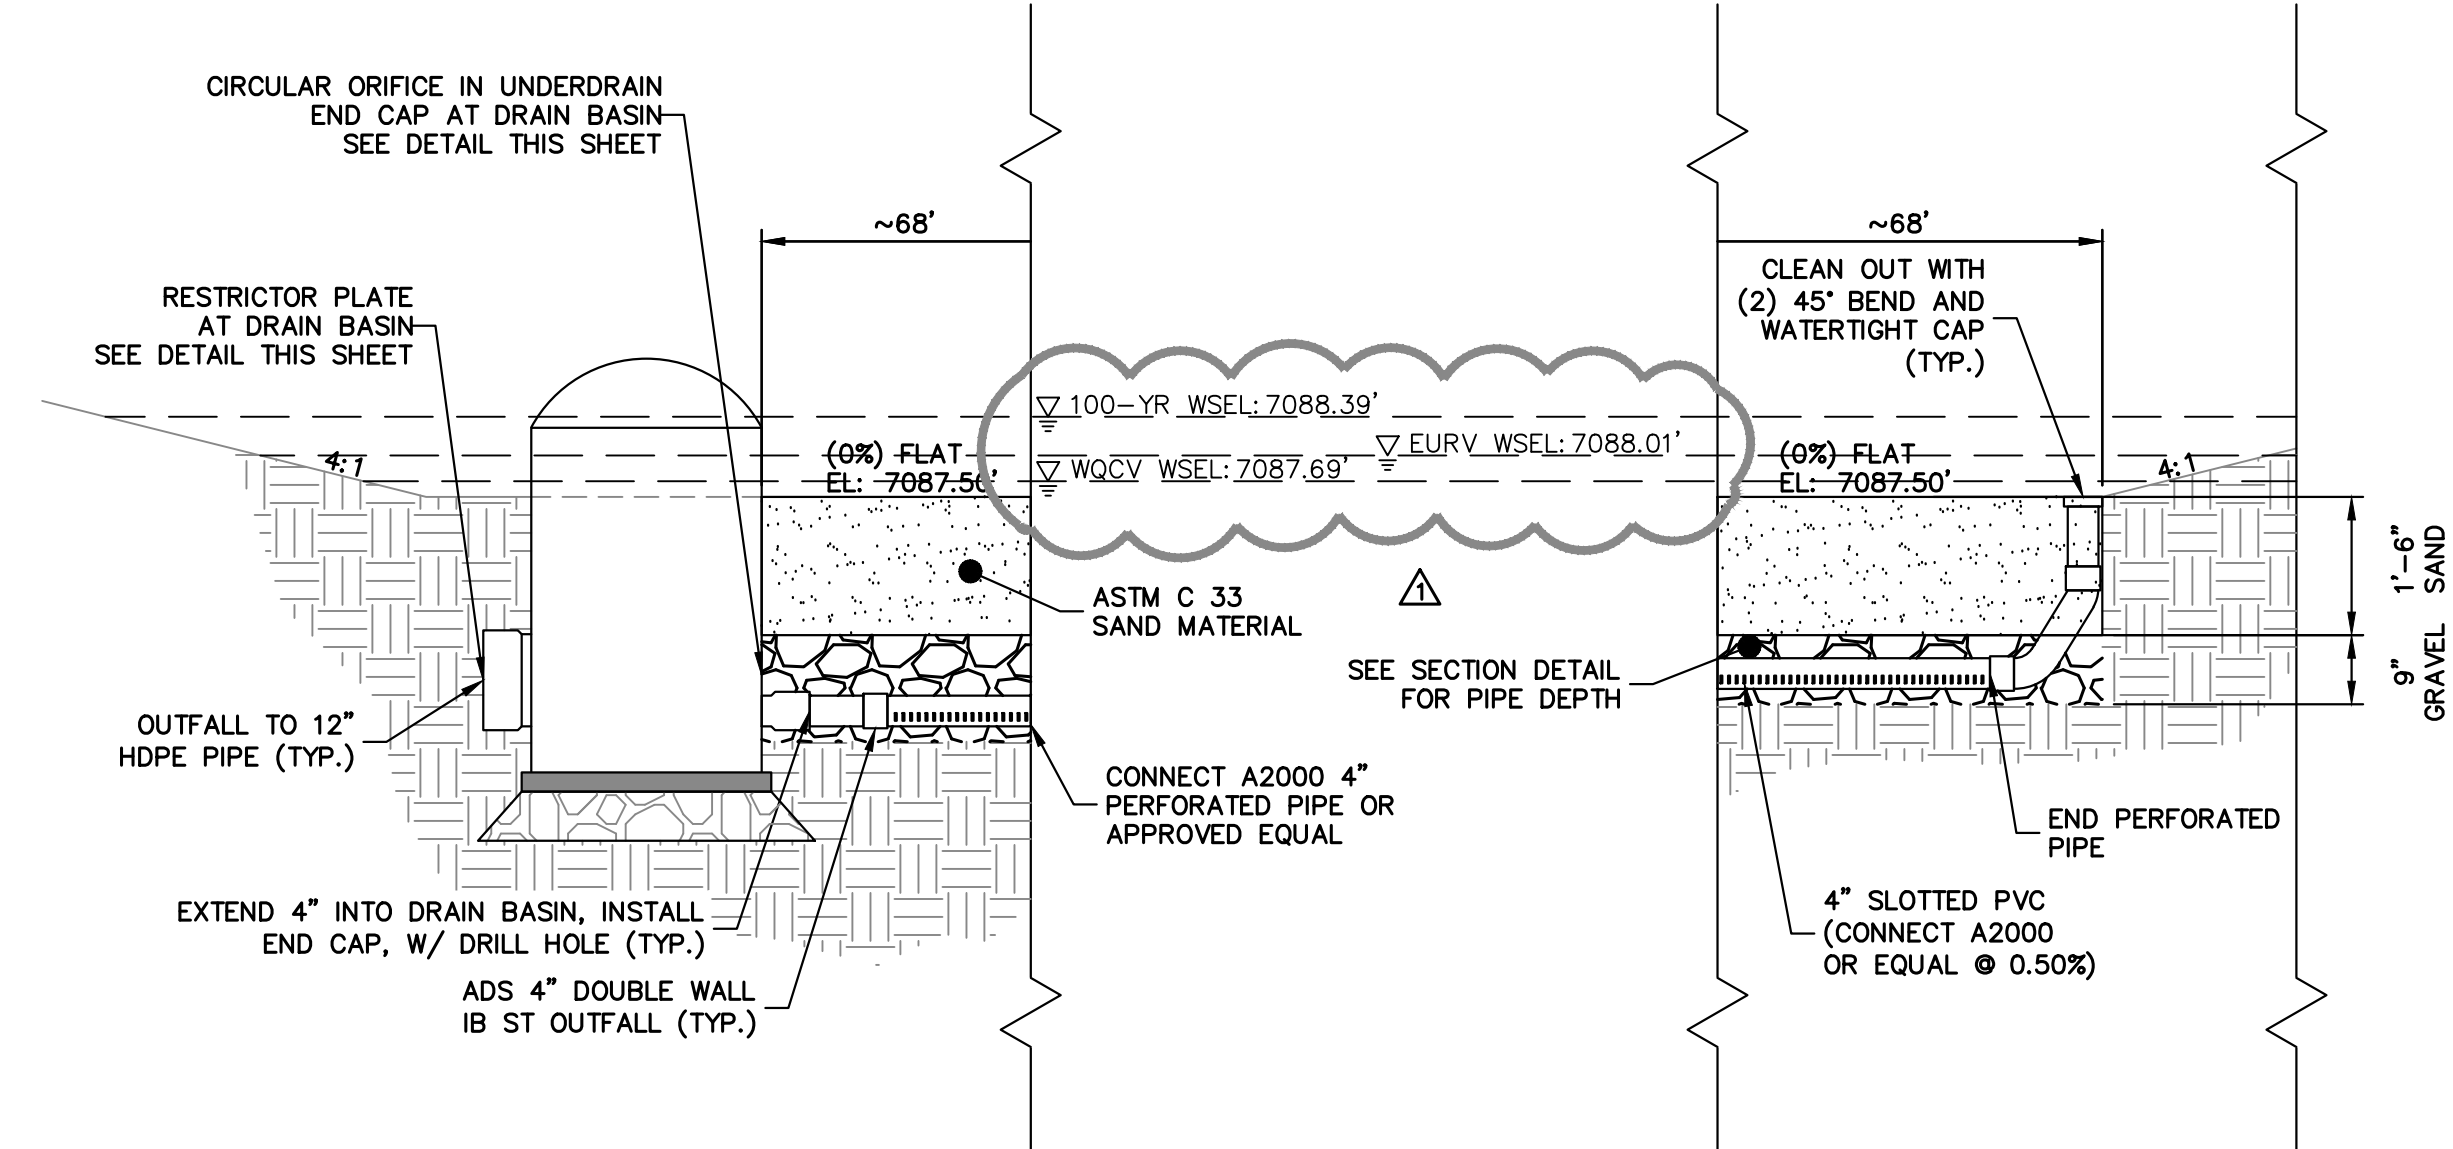 CIRCULAR ORIFICE IN UNDERDRAIN
END CAP AT DRAIN BASIN
SEE DETAIL THIS SHEET
~68'
~68'
CLEAN OUT WITH
(2) 45° BEND AND
WATERTIGHT CAP
(TYP.)
RESTRICTOR PLATE
AT DRAIN BASIN
SEE DETAIL THIS SHEET
100-YR WSEL: 7088.39'
EURV WSEL: 7088.01'
WQCV WSEL: 7087.69'
4:1
(0%) FLAT
EL: 7087.50'
(0%) FLAT
EL: 7087.50'
4:1
1'-6"
SAND
9"
GRAVEL
ASTM C 33
SAND MATERIAL
1
SEE SECTION DETAIL
FOR PIPE DEPTH
OUTFALL TO 12"
HDPE PIPE (TYP.)
CONNECT A2000 4"
PERFORATED PIPE OR
APPROVED EQUAL
END PERFORATED
PIPE
EXTEND 4" INTO DRAIN BASIN, INSTALL
END CAP, W/ DRILL HOLE (TYP.)
4" SLOTTED PVC
(CONNECT A2000
OR EQUAL @ 0.50%)
ADS 4" DOUBLE WALL
IB ST OUTFALL (TYP.)